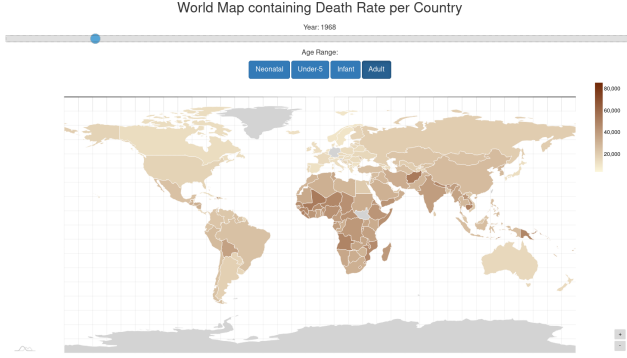 World Map containing Death Rate per Country
Year: 1968
Age Range:
Neonatal Under-5 Infant Adult
80,000
60,000
40,000
20,000
+
-